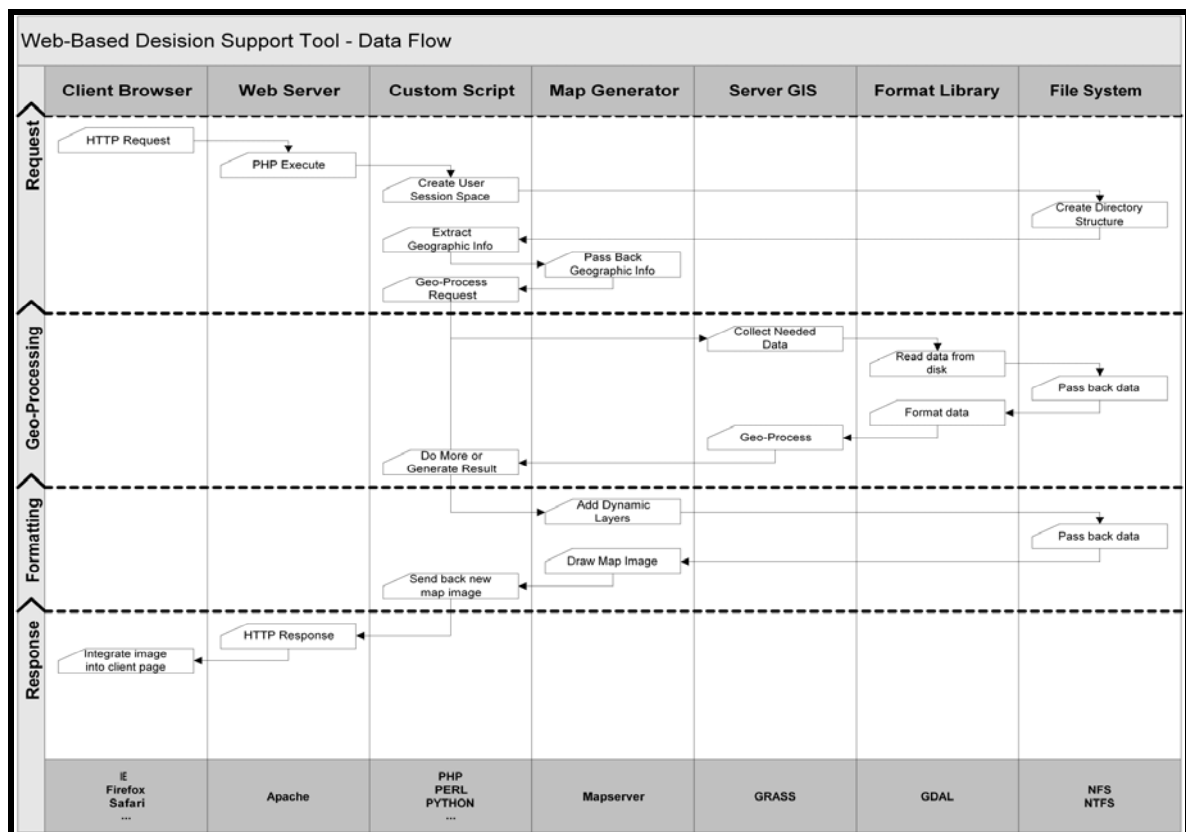 Web-Based Desision Support Tool - Data Flow
Client Browser
Web Server
Custom Script
Map Generator
Server GIS
Format Library
File System
Request
HTTP Request
PHP Execute
Create User
Session Space
Create Directory
Structure
Extract
Geographic Info
Pass Back
Geographic Info
Geo-Process
Request
Geo-Processing
Collect Needed
Data
Read data from
disk
Pass back data
Format data
Geo-Process
Do More or
Generate Result
Formatting
Add Dynamic
Layers
Pass back data
Draw Map Image
Send back new
map image
Response
HTTP Response
Integrate image
into client page
IE
Firefox
Safari
...
Apache
PHP
PERL
PYTHON
...
Mapserver
GRASS
GDAL
NFS
NTFS